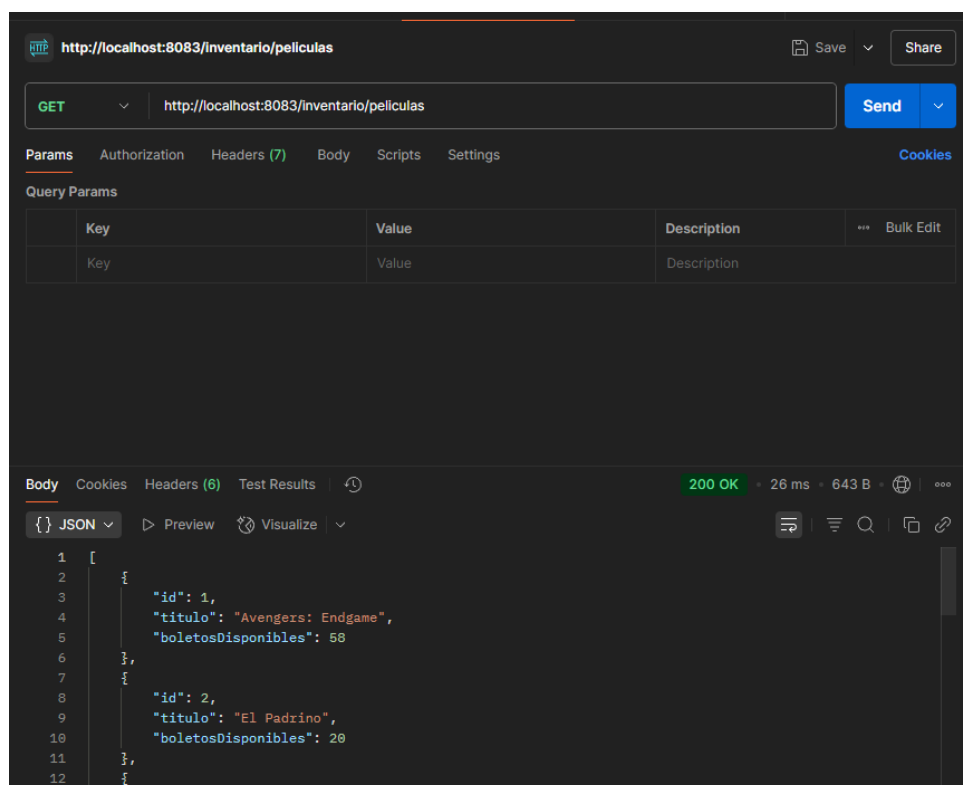 HTTP http://localhost:8083/inventario/peliculas Save Share
GET http://localhost:8083/inventario/peliculas Send
Params Authorization Headers (7) Body Scripts Settings Cookies
Query Params
Key Value Description Bulk Edit
Key Value Description
Body Cookies Headers (6) Test Results 200 OK 26 ms 643 B
{} JSON Preview Visualize
1 [
2 {
3 "id": 1,
4 "titulo": "Avengers: Endgame",
5 "boletosDisponibles": 58
6 },
7 {
8 "id": 2,
9 "titulo": "El Padrino",
10 "boletosDisponibles": 20
11 },
12 {